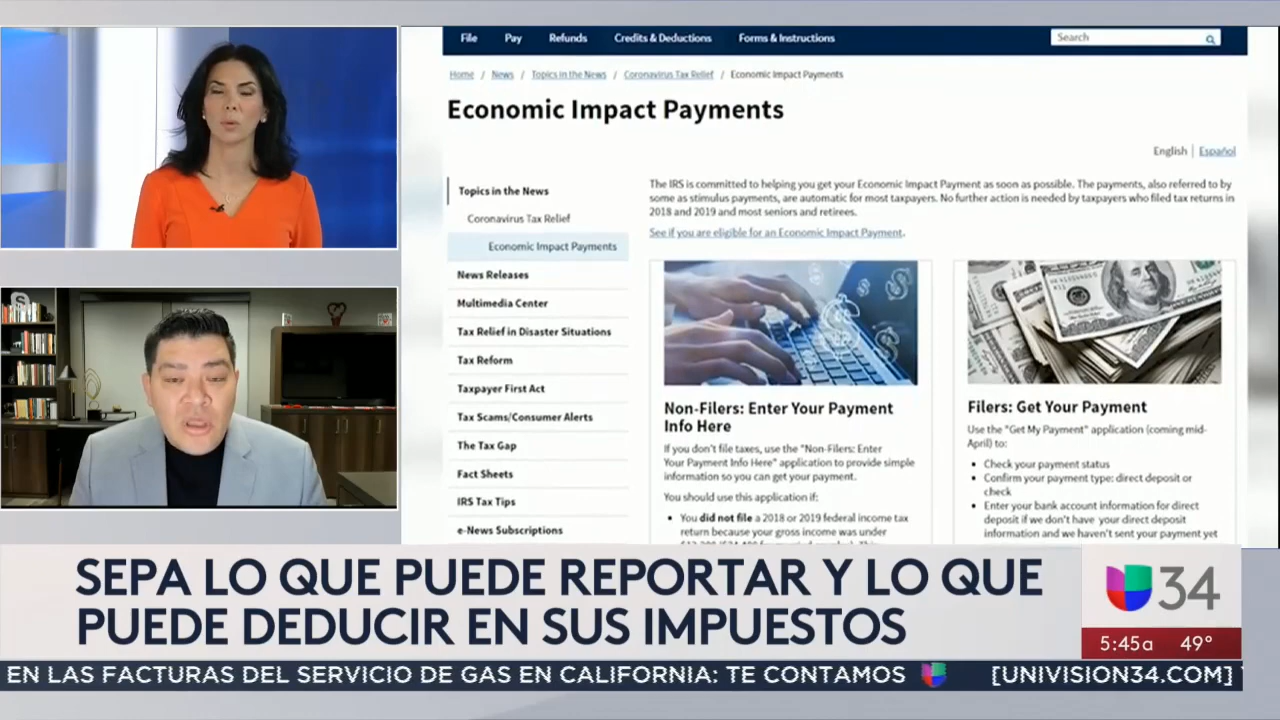 File Pay Refunds Credits & Deductions Forms & Instructions Search
Home / News / Topics in the News / Coronavirus Tax Relief / Economic Impact Payments
Economic Impact Payments
English | Español
Topics in the News
Coronavirus Tax Relief
Economic Impact Payments
News Releases
Multimedia Center
Tax Relief in Disaster Situations
Tax Reform
Taxpayer First Act
Tax Scams/Consumer Alerts
The Tax Gap
Fact Sheets
IRS Tax Tips
e-News Subscriptions
The IRS is committed to helping you get your Economic Impact Payment as soon as possible. The payments, also referred to by
some as stimulus payments, are automatic for most taxpayers. No further action is needed by taxpayers who filed tax returns in
2018 and 2019 and most seniors and retirees.
See if you are eligible for an Economic Impact Payment.
Non-Filers: Enter Your Payment
Info Here
If you don't file taxes, use the "Non-Filers: Enter
Your Payment Info Here" application to provide simple
information so you can get your payment.
You should use this application if:
• You did not file a 2018 or 2019 federal income tax
return because your gross income was under
Filers: Get Your Payment
Use the "Get My Payment" application (coming mid-
April) to:
• Check your payment status
• Confirm your payment type: direct deposit or
check
• Enter your bank account information for direct
deposit if we don't have your direct deposit
information and we haven't sent your payment yet
SEPA LO QUE PUEDE REPORTAR Y LO QUE
PUEDE DEDUCIR EN SUS IMPUESTOS
34
5:45a 49°
EN LAS FACTURAS DEL SERVICIO DE GAS EN CALIFORNIA: TE CONTAMOS [UNIVISION34.COM]